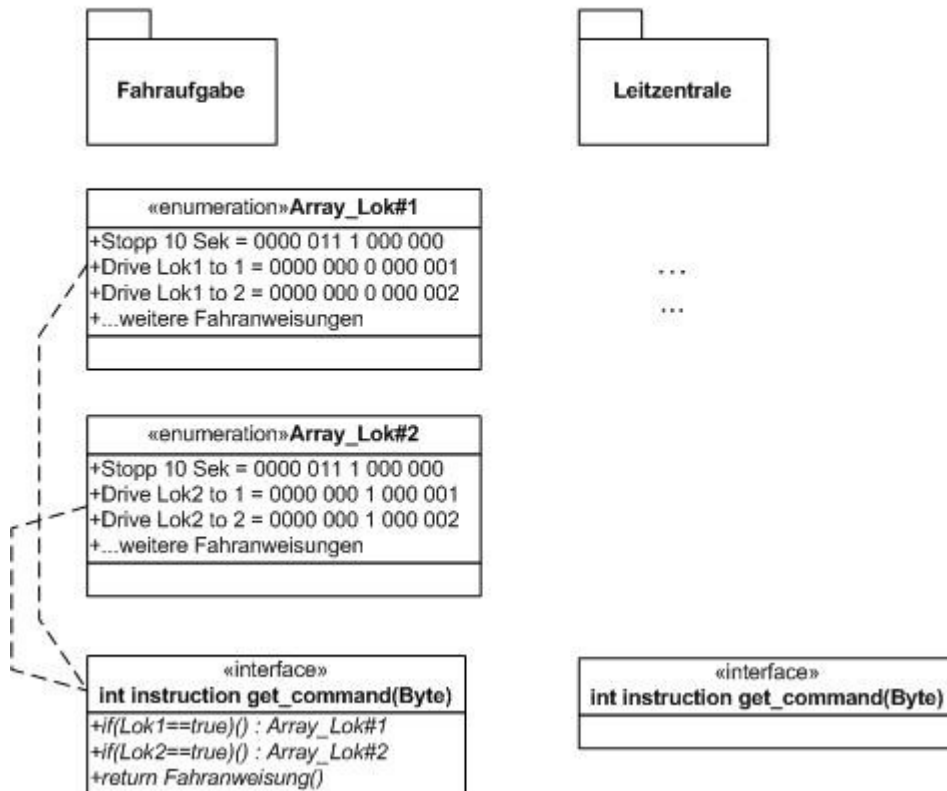 Fahraufgabe
Leitzentrale
«enumeration»Array_Lok#1
+Stopp 10 Sek = 0000 011 1 000 000
+Drive Lok1 to 1 = 0000 000 0 000 001
+Drive Lok1 to 2 = 0000 000 0 000 002
+...weitere Fahranweisungen
...
...
«enumeration»Array_Lok#2
+Stopp 10 Sek = 0000 011 1 000 000
+Drive Lok2 to 1 = 0000 000 1 000 001
+Drive Lok2 to 2 = 0000 000 1 000 002
+...weitere Fahranweisungen
«interface»
int instruction get_command(Byte)
+if(Lok1==true)() : Array_Lok#1
+if(Lok2==true)() : Array_Lok#2
+return Fahranweisung()
«interface»
int instruction get_command(Byte)